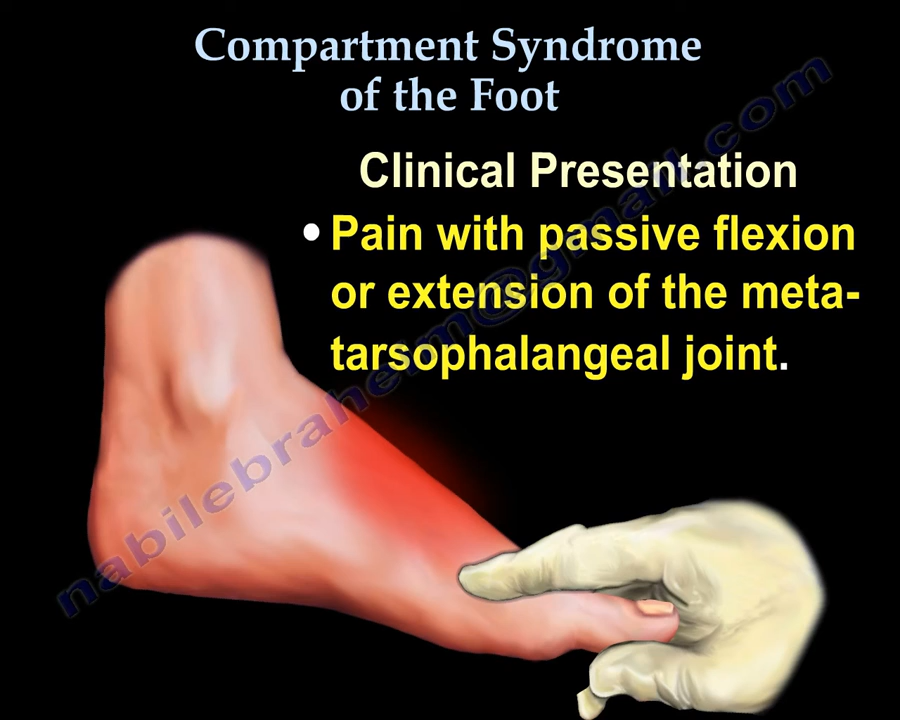 Compartment Syndrome
of the Foot
Clinical Presentation
• Pain with passive flexion
or extension of the meta-
tarsophalangeal joint.
nabilebraheim@gmail.com